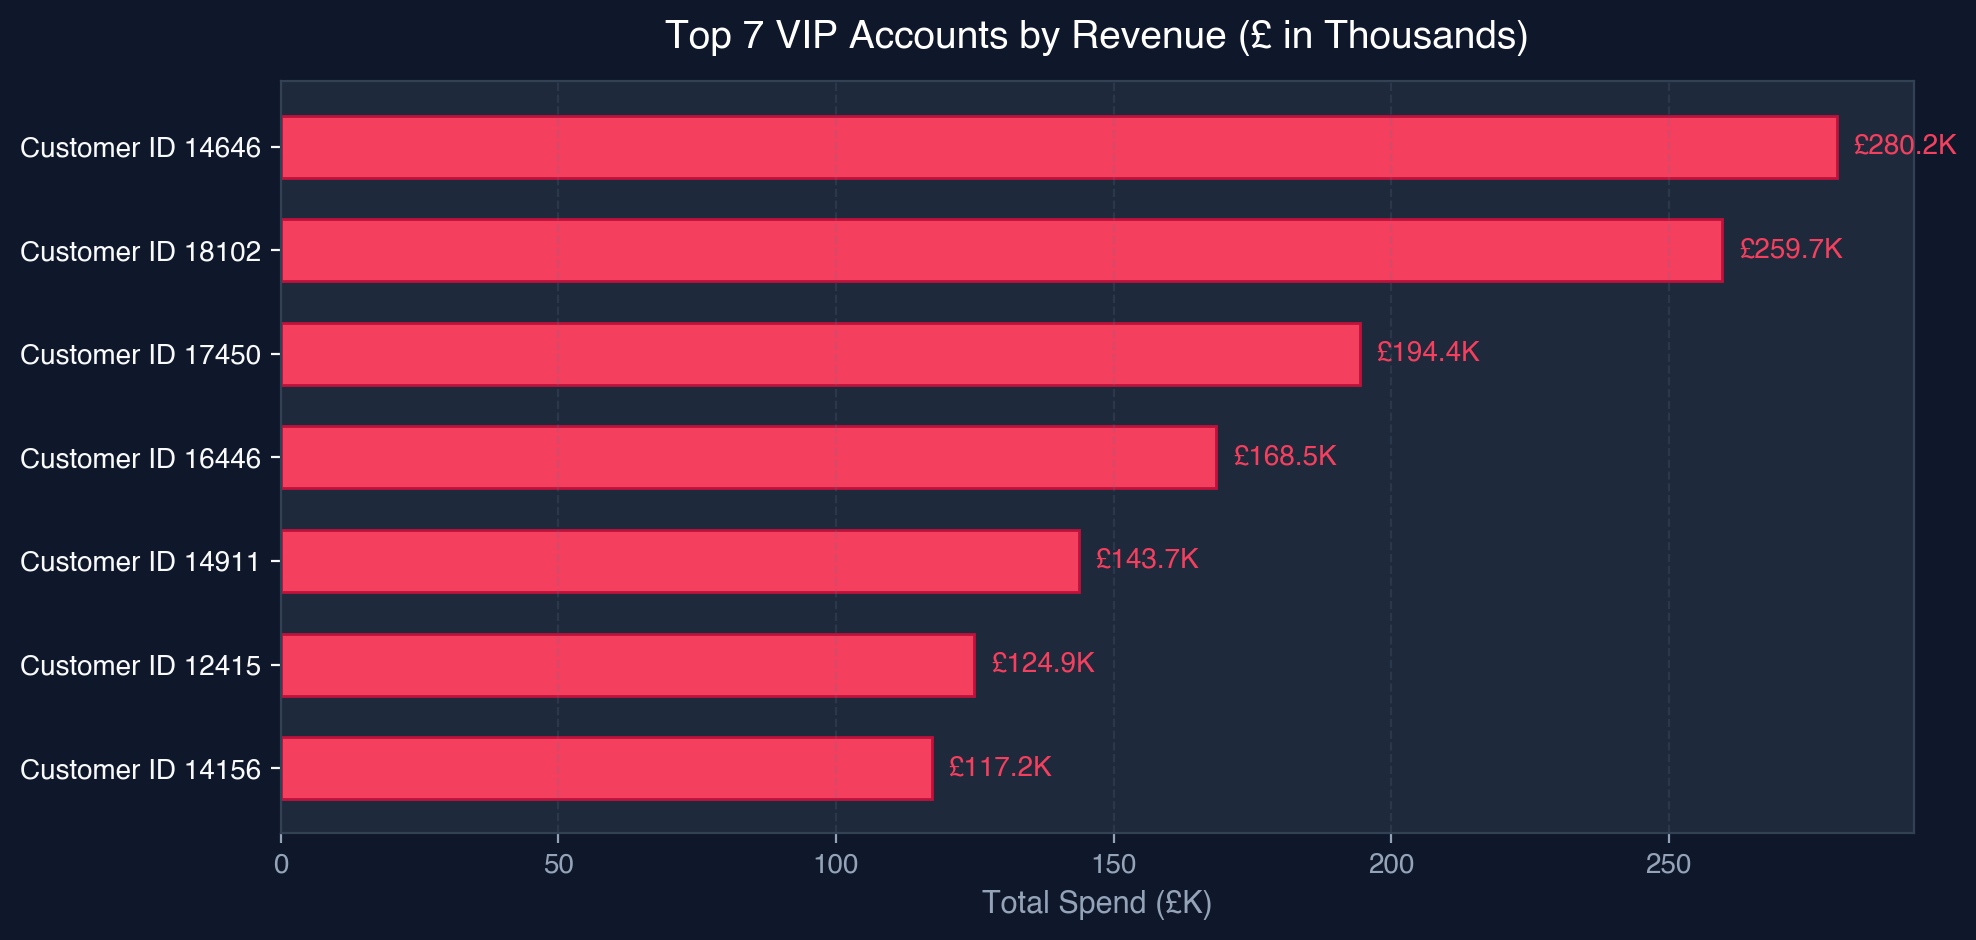 Top 7 VIP Accounts by Revenue (£ in Thousands)
Customer ID 14646 £280.2K
Customer ID 18102 £259.7K
Customer ID 17450 £194.4K
Customer ID 16446 £168.5K
Customer ID 14911 £143.7K
Customer ID 12415 £124.9K
Customer ID 14156 £117.2K
0 50 100 150 200 250
Total Spend (£K)